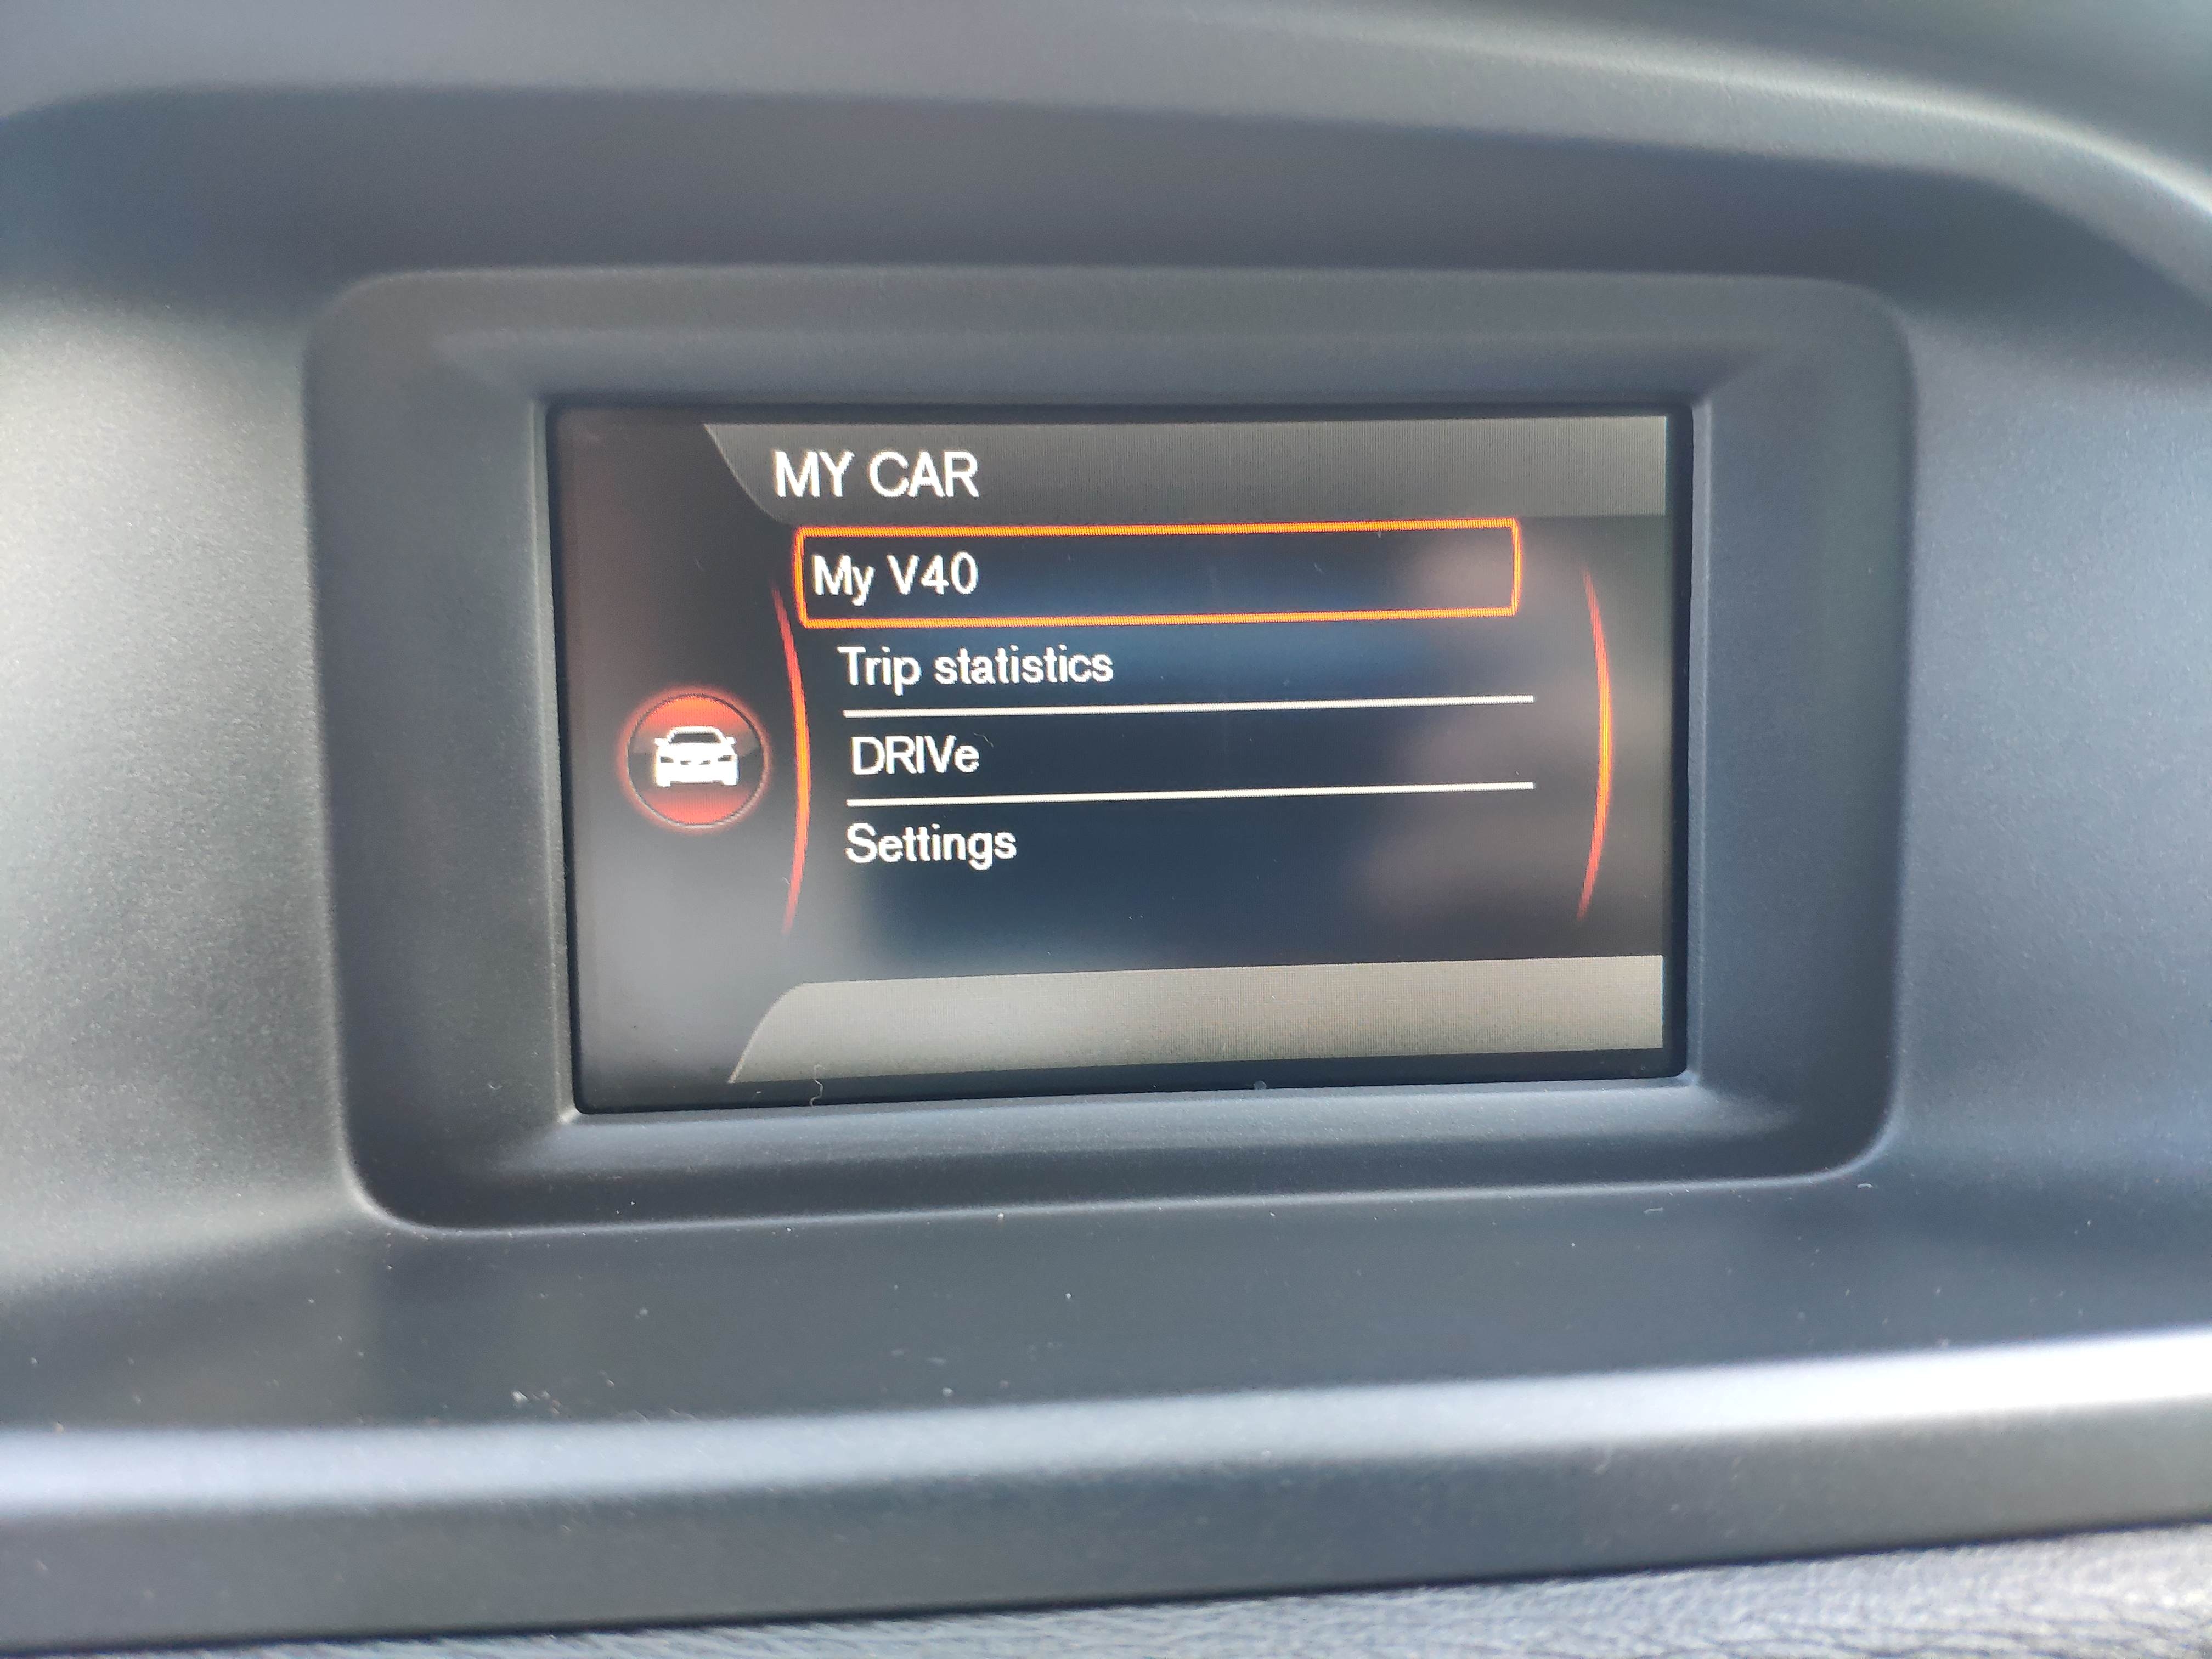 MY CAR
My V40
Trip statistics
DRIVe
Settings